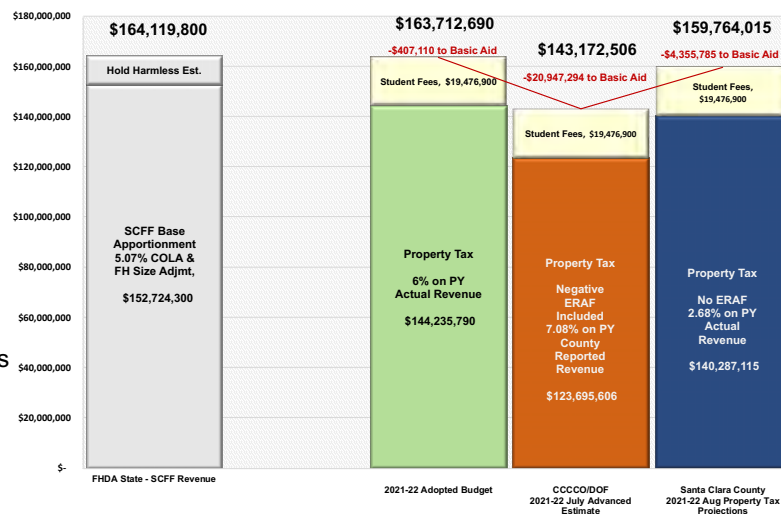 $180,000,000
$160,000,000
$140,000,000
$120,000,000
$100,000,000
$80,000,000
$60,000,000
s
$40,000,000
$20,000,000
$-
$164,119,800
Hold Harmless Est.
SCFF Base
Apportionment
5.07% COLA &
FH Size Adjmt,
$152,724,300
FHDA State - SCFF Revenue
$163,712,690
-$407,110 to Basic Aid
Student Fees, $19,476,900
Property Tax
6% on PY
Actual Revenue
$144,235,790
2021-22 Adopted Budget
$143,172,506
-$20,947,294 to Basic Aid
Student Fees, $19,476,900
Property Tax
Negative
ERAF
Included
7.08% on PY
County
Reported
Revenue
$123,695,606
CCCCO/DOF
2021-22 July Advanced
Estimate
$159,764,015
-$4,355,785 to Basic Aid
Student Fees,
$19,476,900
Property Tax
No ERAF
2.68% on PY
Actual
Revenue
$140,287,115
Santa Clara County
2021-22 Aug Property Tax
Projections